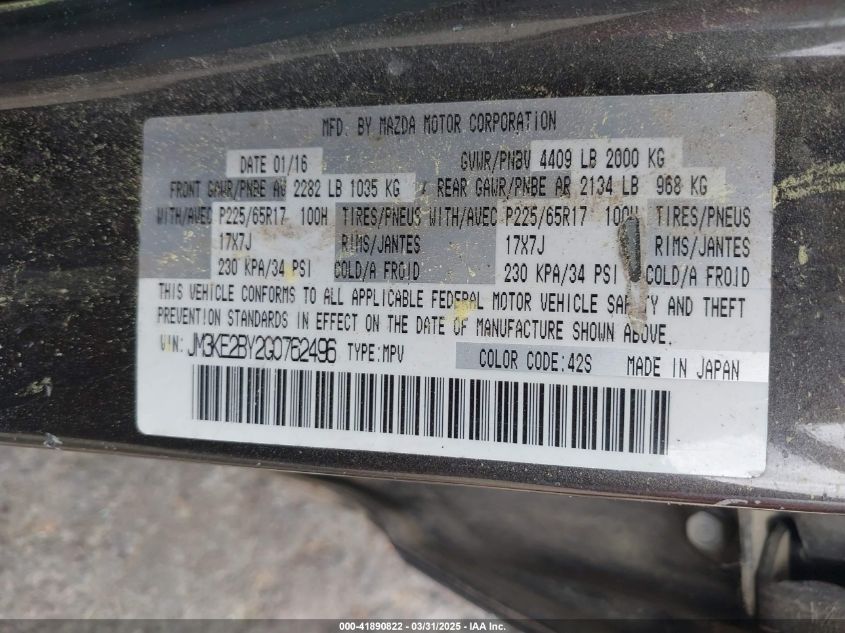 MFD. BY MAZDA MOTOR CORPORATION
DATE 01/16 GVWR/PNBV 4409 LB 2000 KG
FRONT GAWR/PNBE AV 2282 LB 1035 KG / REAR GAWR/PNBE AR 2134 LB 968 KG
WITH/AVEC P225/65R17 100H TIRES/PNEUS WITH/AVEC P225/65R17 100H TIRES/PNEUS
17X7J RIMS/JANTES 17X7J RIMS/JANTES
230 KPA/34 PSI COLD/A FROID 230 KPA/34 PSI COLD/A FROID
THIS VEHICLE CONFORMS TO ALL APPLICABLE FEDERAL MOTOR VEHICLE SAFETY AND THEFT
PREVENTION STANDARDS IN EFFECT ON THE DATE OF MANUFACTURE SHOWN ABOVE.
VIN: JM3KE2BY2G0762496 TYPE:MPV COLOR CODE:42S MADE IN JAPAN
000-41890822 - 03/31/2025 - IAA Inc.